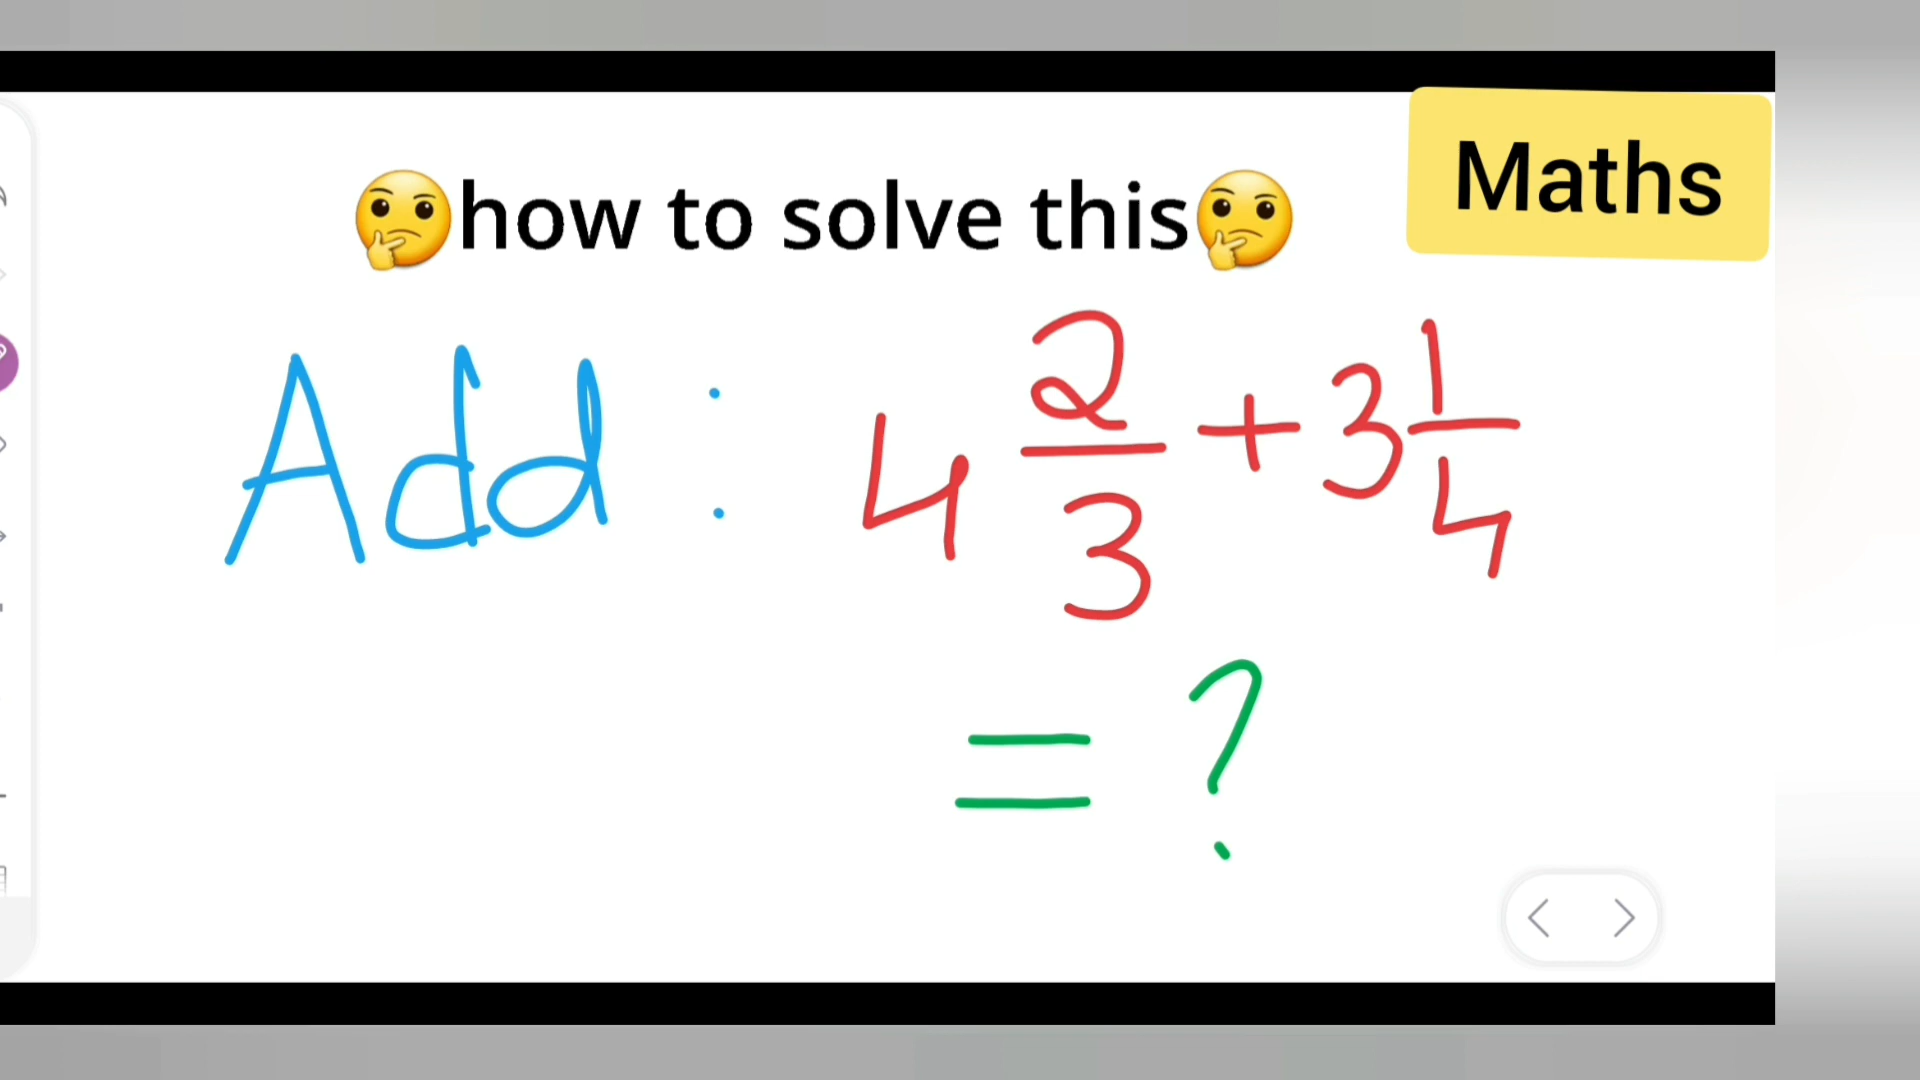 Maths
🤔how to solve this🤔
Add : 4 2/3 + 3 1/4
= ?